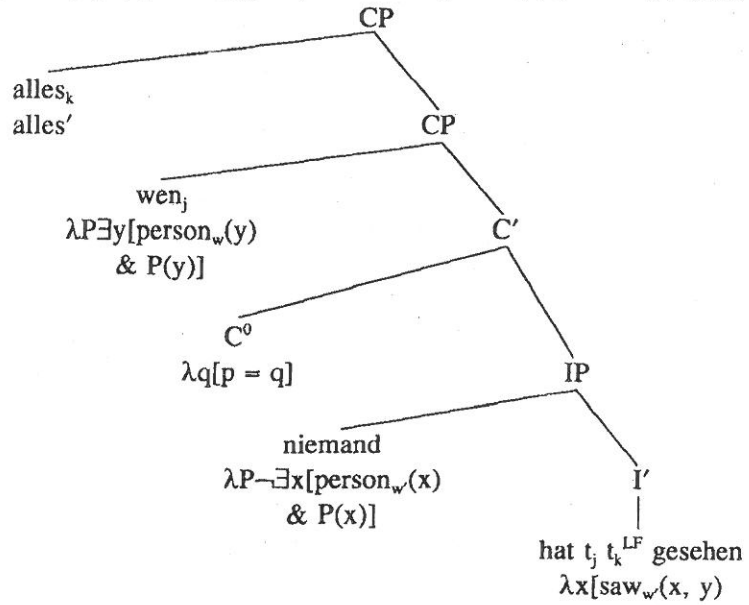 CP
alles_k
alles′
CP
wen_j
λP∃y[person_w(y)
& P(y)]
C′
C⁰
λq[p = q]
IP
niemand
λP¬∃x[person_w′(x)
& P(x)]
I′
hat t_j t_k^LF gesehen
λx[saw_w′(x, y)